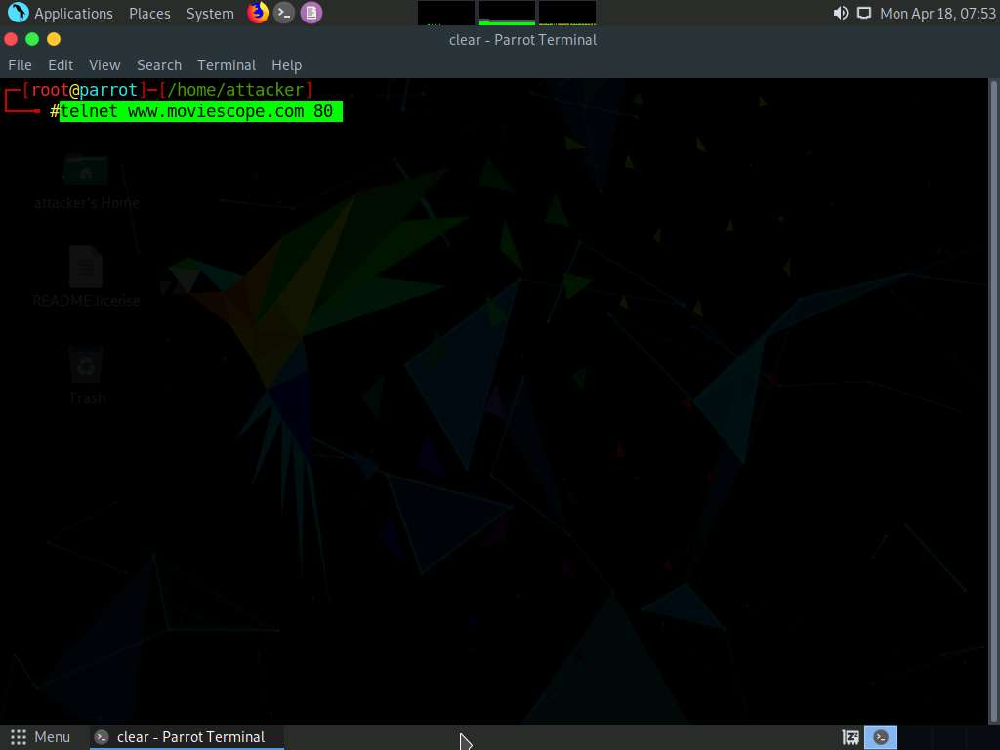 Applications Places System Mon Apr 18, 07:53
clear - Parrot Terminal
File Edit View Search Terminal Help
[root@parrot]─[/home/attacker]
#telnet www.moviescope.com 80
attacker's Home
README.license
Trash
Menu clear - Parrot Terminal